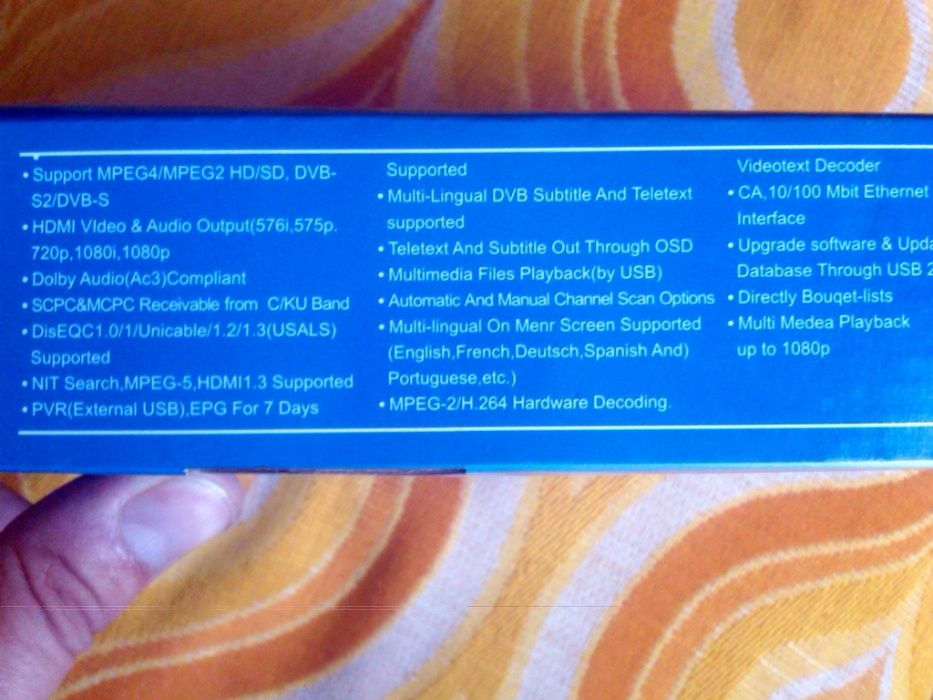 • Support MPEG4/MPEG2 HD/SD, DVB-
S2/DVB-S
• HDMI VIdeo & Audio Output(576i,575p.
720p,1080i,1080p
• Dolby Audio(Ac3)Compliant
• SCPC&MCPC Receivable from C/KU Band
• DisEQC1.0/1/Unicable/1.2/1.3(USALS)
Supported
• NIT Search,MPEG-5,HDMI1.3 Supported
• PVR(External USB),EPG For 7 Days
Supported
• Multi-Lingual DVB Subtitle And Teletext
supported
• Teletext And Subtitle Out Through OSD
• Multimedia Files Playback(by USB)
• Automatic And Manual Channel Scan Options
• Multi-lingual On Menr Screen Supported
(English,French,Deutsch,Spanish And)
Portuguese,etc.)
• MPEG-2/H.264 Hardware Decoding.
Videotext Decoder
• CA,10/100 Mbit Ethernet
Interface
• Upgrade software &
Database Through USB
• Directly Bouqet-lists
• Multi Medea Playback
up to 1080p